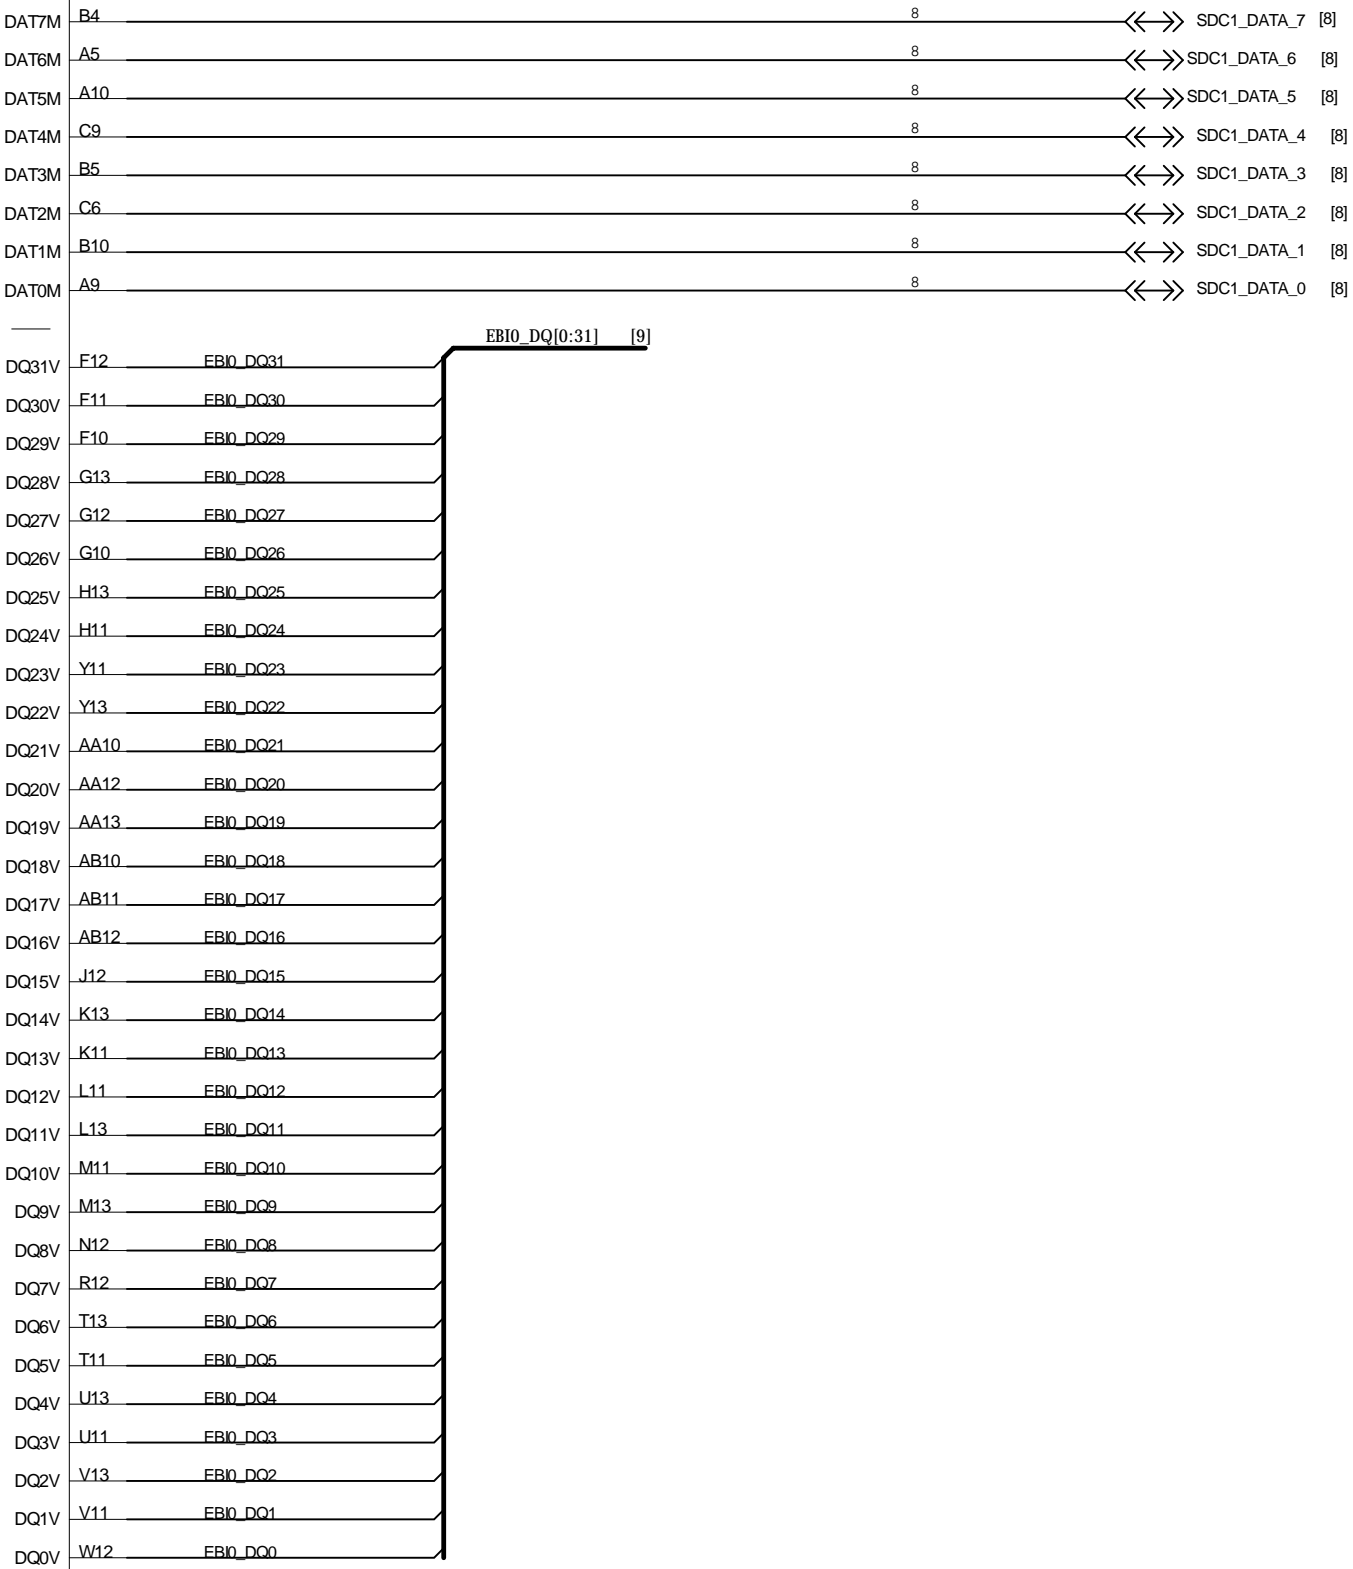 DAT7M B4 8 SDC1_DATA_7 [8]
DAT6M A5 8 SDC1_DATA_6 [8]
DAT5M A10 8 SDC1_DATA_5 [8]
DAT4M C9 8 SDC1_DATA_4 [8]
DAT3M B5 8 SDC1_DATA_3 [8]
DAT2M C6 8 SDC1_DATA_2 [8]
DAT1M B10 8 SDC1_DATA_1 [8]
DAT0M A9 8 SDC1_DATA_0 [8]
EBI0_DQ[0:31] [9]
DQ31V F12 EBI0_DQ31
DQ30V F11 EBI0_DQ30
DQ29V F10 EBI0_DQ29
DQ28V G13 EBI0_DQ28
DQ27V G12 EBI0_DQ27
DQ26V G10 EBI0_DQ26
DQ25V H13 EBI0_DQ25
DQ24V H11 EBI0_DQ24
DQ23V Y11 EBI0_DQ23
DQ22V Y13 EBI0_DQ22
DQ21V AA10 EBI0_DQ21
DQ20V AA12 EBI0_DQ20
DQ19V AA13 EBI0_DQ19
DQ18V AB10 EBI0_DQ18
DQ17V AB11 EBI0_DQ17
DQ16V AB12 EBI0_DQ16
DQ15V J12 EBI0_DQ15
DQ14V K13 EBI0_DQ14
DQ13V K11 EBI0_DQ13
DQ12V L11 EBI0_DQ12
DQ11V L13 EBI0_DQ11
DQ10V M11 EBI0_DQ10
DQ9V M13 EBI0_DQ9
DQ8V N12 EBI0_DQ8
DQ7V R12 EBI0_DQ7
DQ6V T13 EBI0_DQ6
DQ5V T11 EBI0_DQ5
DQ4V U13 EBI0_DQ4
DQ3V U11 EBI0_DQ3
DQ2V V13 EBI0_DQ2
DQ1V V11 EBI0_DQ1
DQ0V W12 EBI0_DQ0